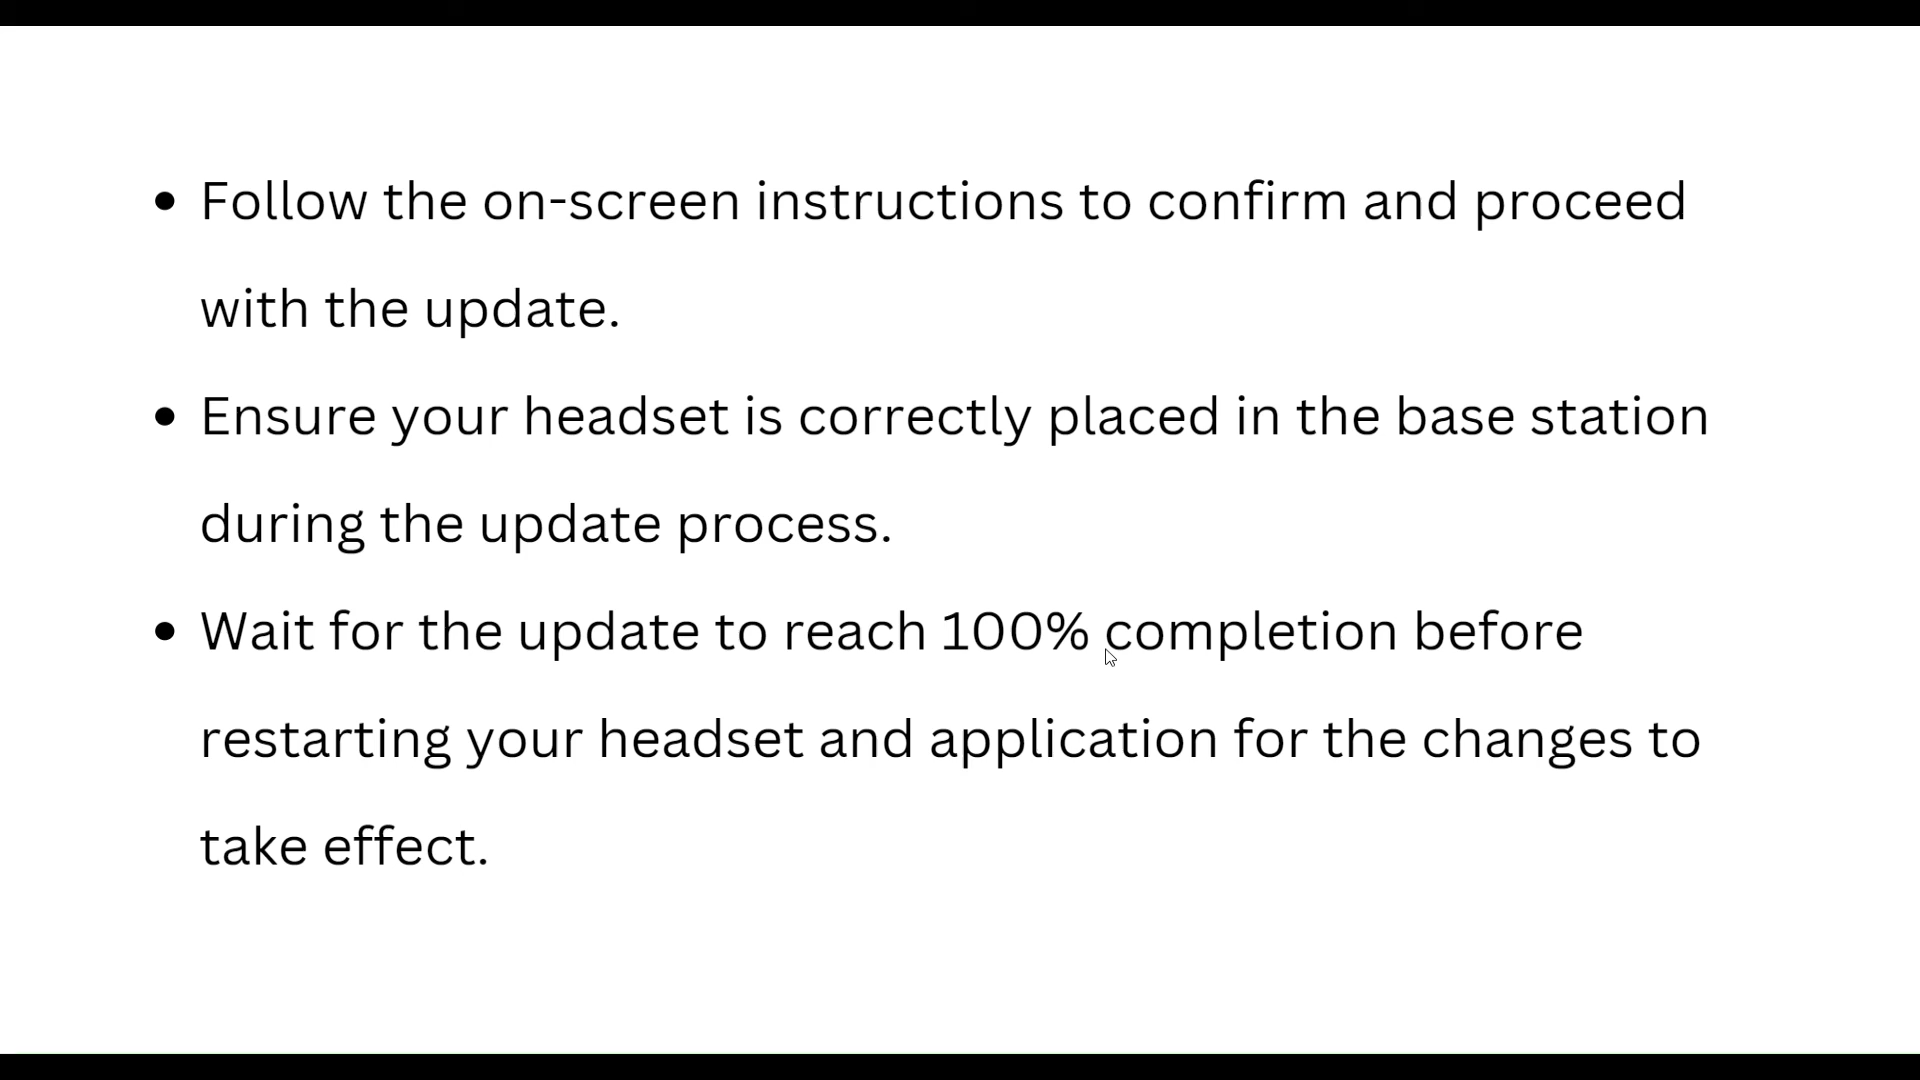 • Follow the on-screen instructions to confirm and proceed
with the update.
• Ensure your headset is correctly placed in the base station
during the update process.
• Wait for the update to reach 100% completion before
restarting your headset and application for the changes to
take effect.